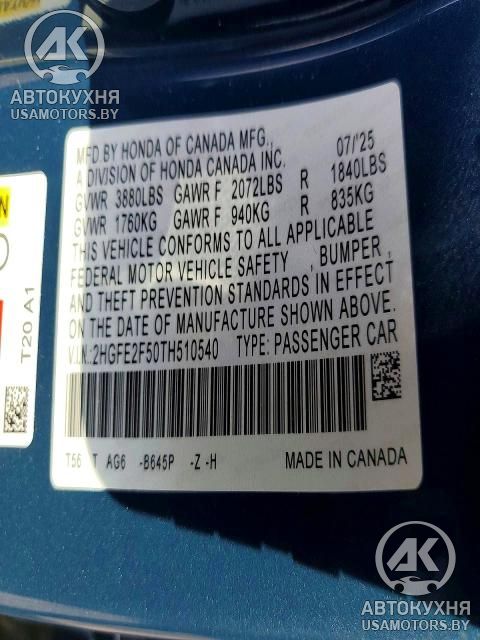 АВТОКУХНЯ
USAMOTORS.BY
MFD BY HONDA OF CANADA MFG., 07/'25
A DIVISION OF HONDA CANADA INC.
GVWR 3880LBS GAWR F 2072LBS R 1840LBS
GVWR 1760KG GAWR F 940KG R 835KG
THIS VEHICLE CONFORMS TO ALL APPLICABLE
FEDERAL MOTOR VEHICLE SAFETY , BUMPER ,
AND THEFT PREVENTION STANDARDS IN EFFECT
ON THE DATE OF MANUFACTURE SHOWN ABOVE.
V.I.N.:2HGFE2F50TH510540 TYPE: PASSENGER CAR
T56 T AG6 -B645P -Z -H MADE IN CANADA
T20 A1
АК
АВТОКУХНЯ
USAMOTORS.BY